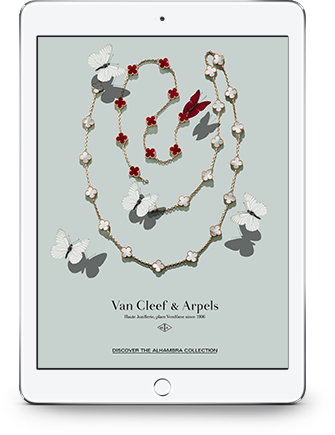 Van Cleef & Arpels
Haute Joaillerie, place Vendôme since 1906
DISCOVER THE ALHAMBRA COLLECTION